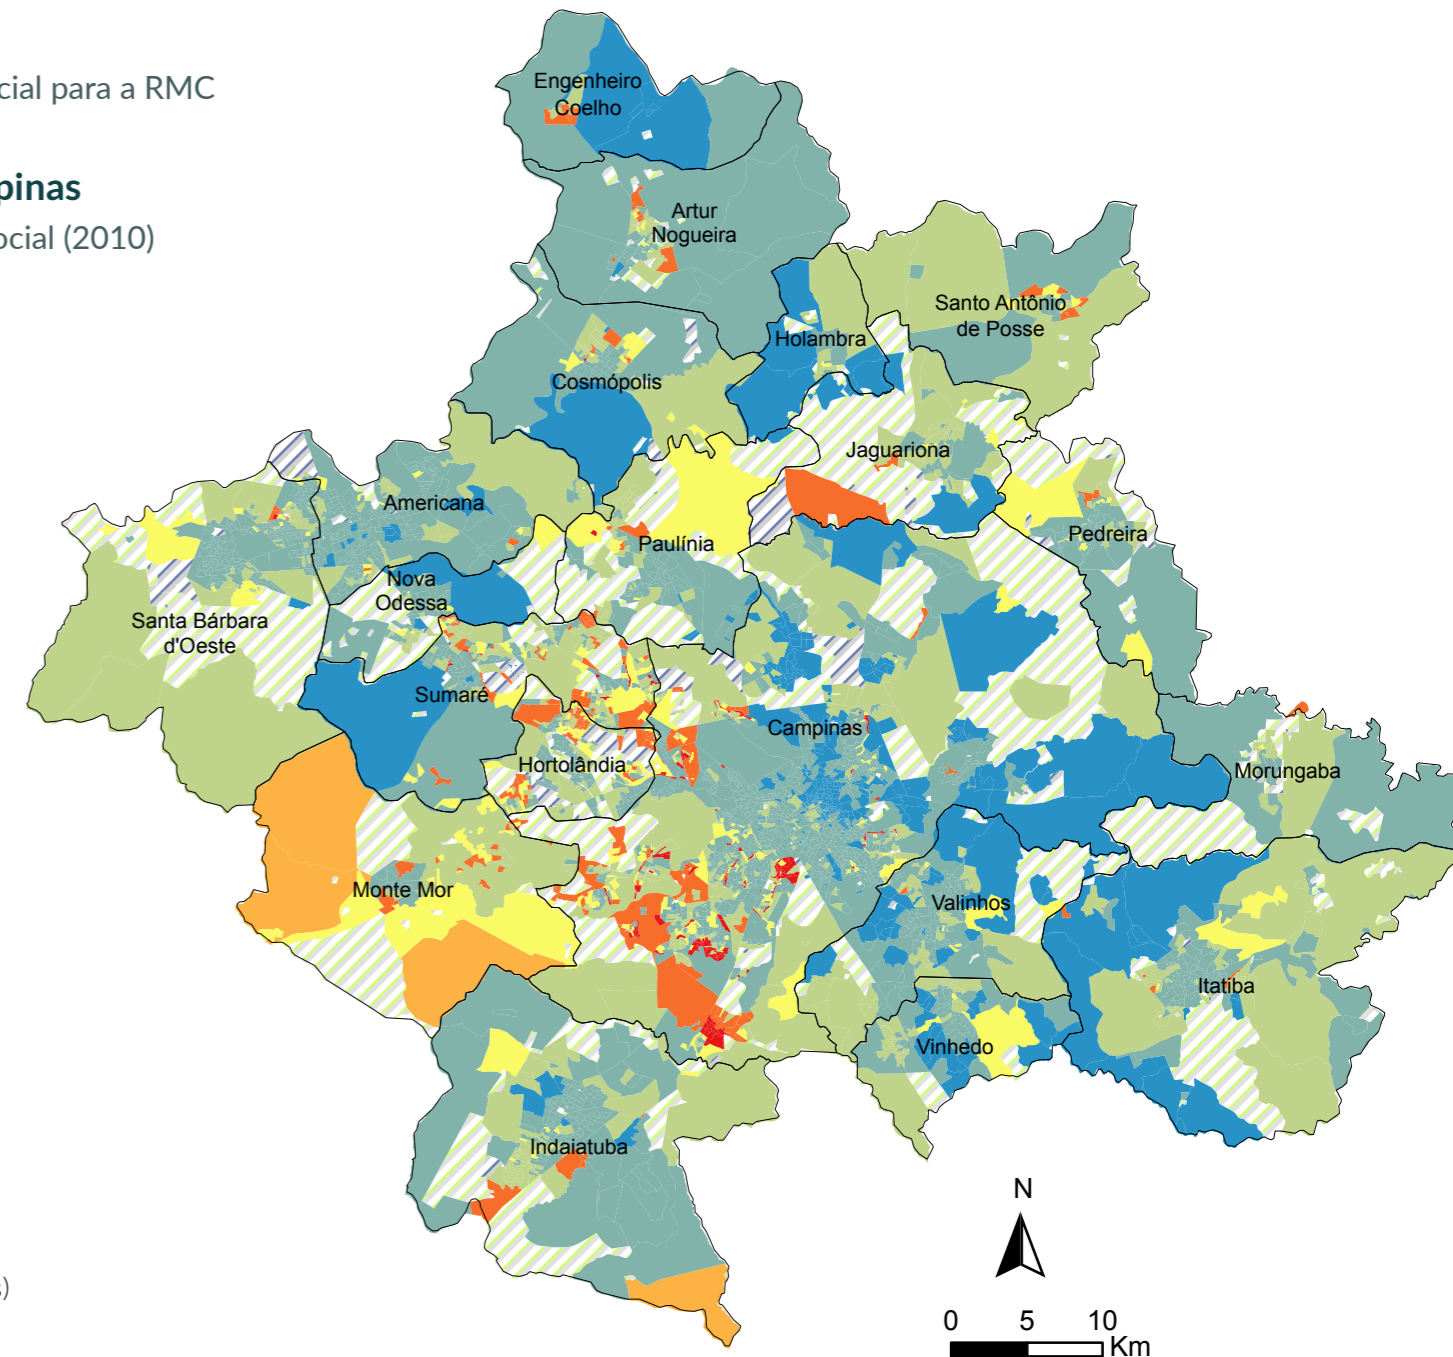 cial para a RMC
pinas
ocial (2010)
Engenheiro
Coelho
Artur
Nogueira
Santo Antônio
de Posse
Holambra
Cosmópolis
Jaguariona
Americana
Pedreira
Paulínia
Nova
Odessa
Santa Bárbara
d'Oeste
Sumaré
Campinas
Hortolândia
Morungaba
Monte Mor
Valinhos
Itatiba
Vinhedo
Indaiatuba
N
s)
0 5 10
Km